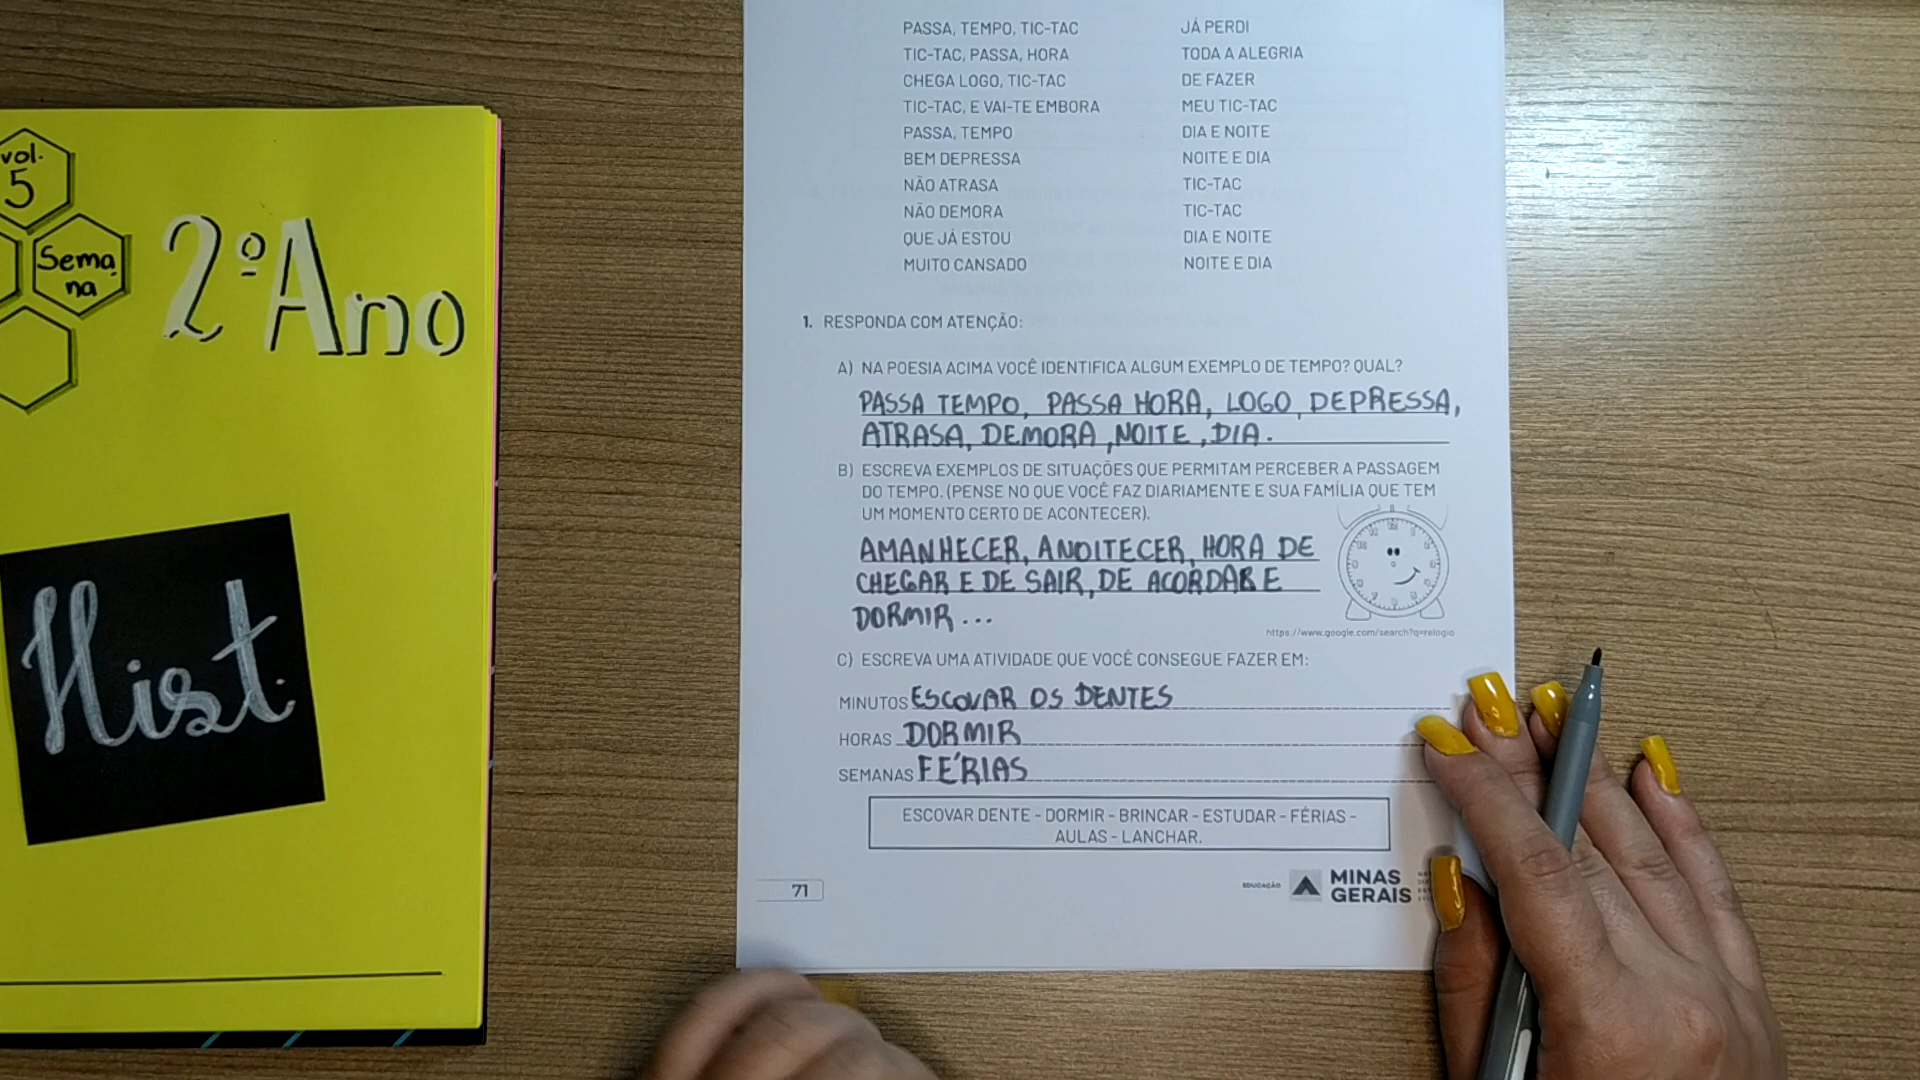 vol.
5
Sema
na
2º Ano
Hist.
PASSA, TEMPO, TIC-TAC
TIC-TAC, PASSA, HORA
CHEGA LOGO, TIC-TAC
TIC-TAC, E VAI-TE EMBORA
PASSA, TEMPO
BEM DEPRESSA
NÃO ATRASA
NÃO DEMORA
QUE JÁ ESTOU
MUITO CANSADO
JÁ PERDI
TODA A ALEGRIA
DE FAZER
MEU TIC-TAC
DIA E NOITE
NOITE E DIA
TIC-TAC
TIC-TAC
DIA E NOITE
NOITE E DIA
1. RESPONDA COM ATENÇÃO:
A) NA POESIA ACIMA VOCÊ IDENTIFICA ALGUM EXEMPLO DE TEMPO? QUAL?
PASSA TEMPO, PASSA HORA, LOGO, DEPRESSA,
ATRASA, DEMORA, NOITE, DIA.
B) ESCREVA EXEMPLOS DE SITUAÇÕES QUE PERMITAM PERCEBER A PASSAGEM
DO TEMPO. (PENSE NO QUE VOCÊ FAZ DIARIAMENTE E SUA FAMÍLIA QUE TEM
UM MOMENTO CERTO DE ACONTECER).
AMANHECER, ANOITECER, HORA DE
CHEGAR E DE SAIR, DE ACORDAR E
DORMIR...
https://www.google.com/search?q=relogio
C) ESCREVA UMA ATIVIDADE QUE VOCÊ CONSEGUE FAZER EM:
MINUTOS ESCOVAR OS DENTES
HORAS DORMIR
SEMANAS FÉRIAS
ESCOVAR DENTE - DORMIR - BRINCAR - ESTUDAR - FÉRIAS -
AULAS - LANCHAR.
71
EDUCAÇÃO
MINAS
GERAIS